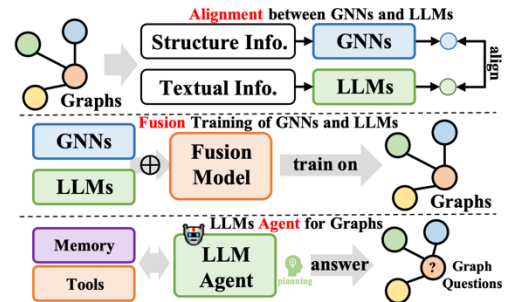 Alignment between GNNs and LLMs
Structure Info.
GNNs
Textual Info.
LLMs
align
Graphs
Fusion Training of GNNs and LLMs
GNNs
LLMs
Fusion
Model
train on
Graphs
LLMs Agent for Graphs
Memory
Tools
LLM
Agent
planning
answer
?
Graph
Questions